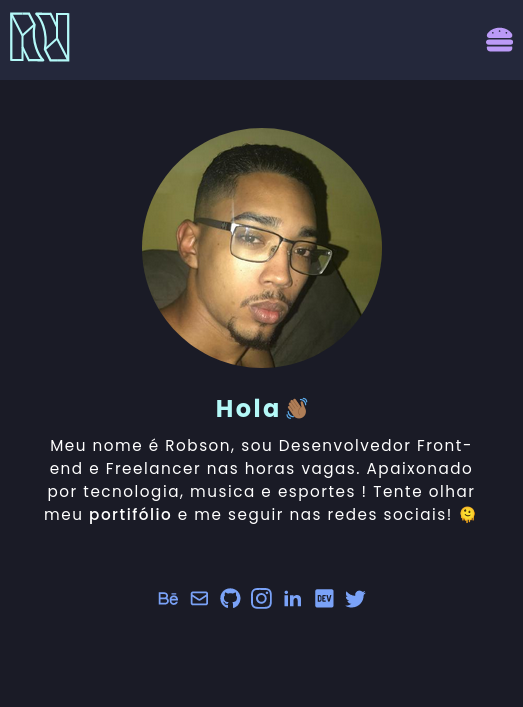 Hola 👋🏽
Meu nome é Robson, sou Desenvolvedor Front-
end e Freelancer nas horas vagas. Apaixonado
por tecnologia, musica e esportes ! Tente olhar
meu portifólio e me seguir nas redes sociais! 🫠
Bē
in
DEV